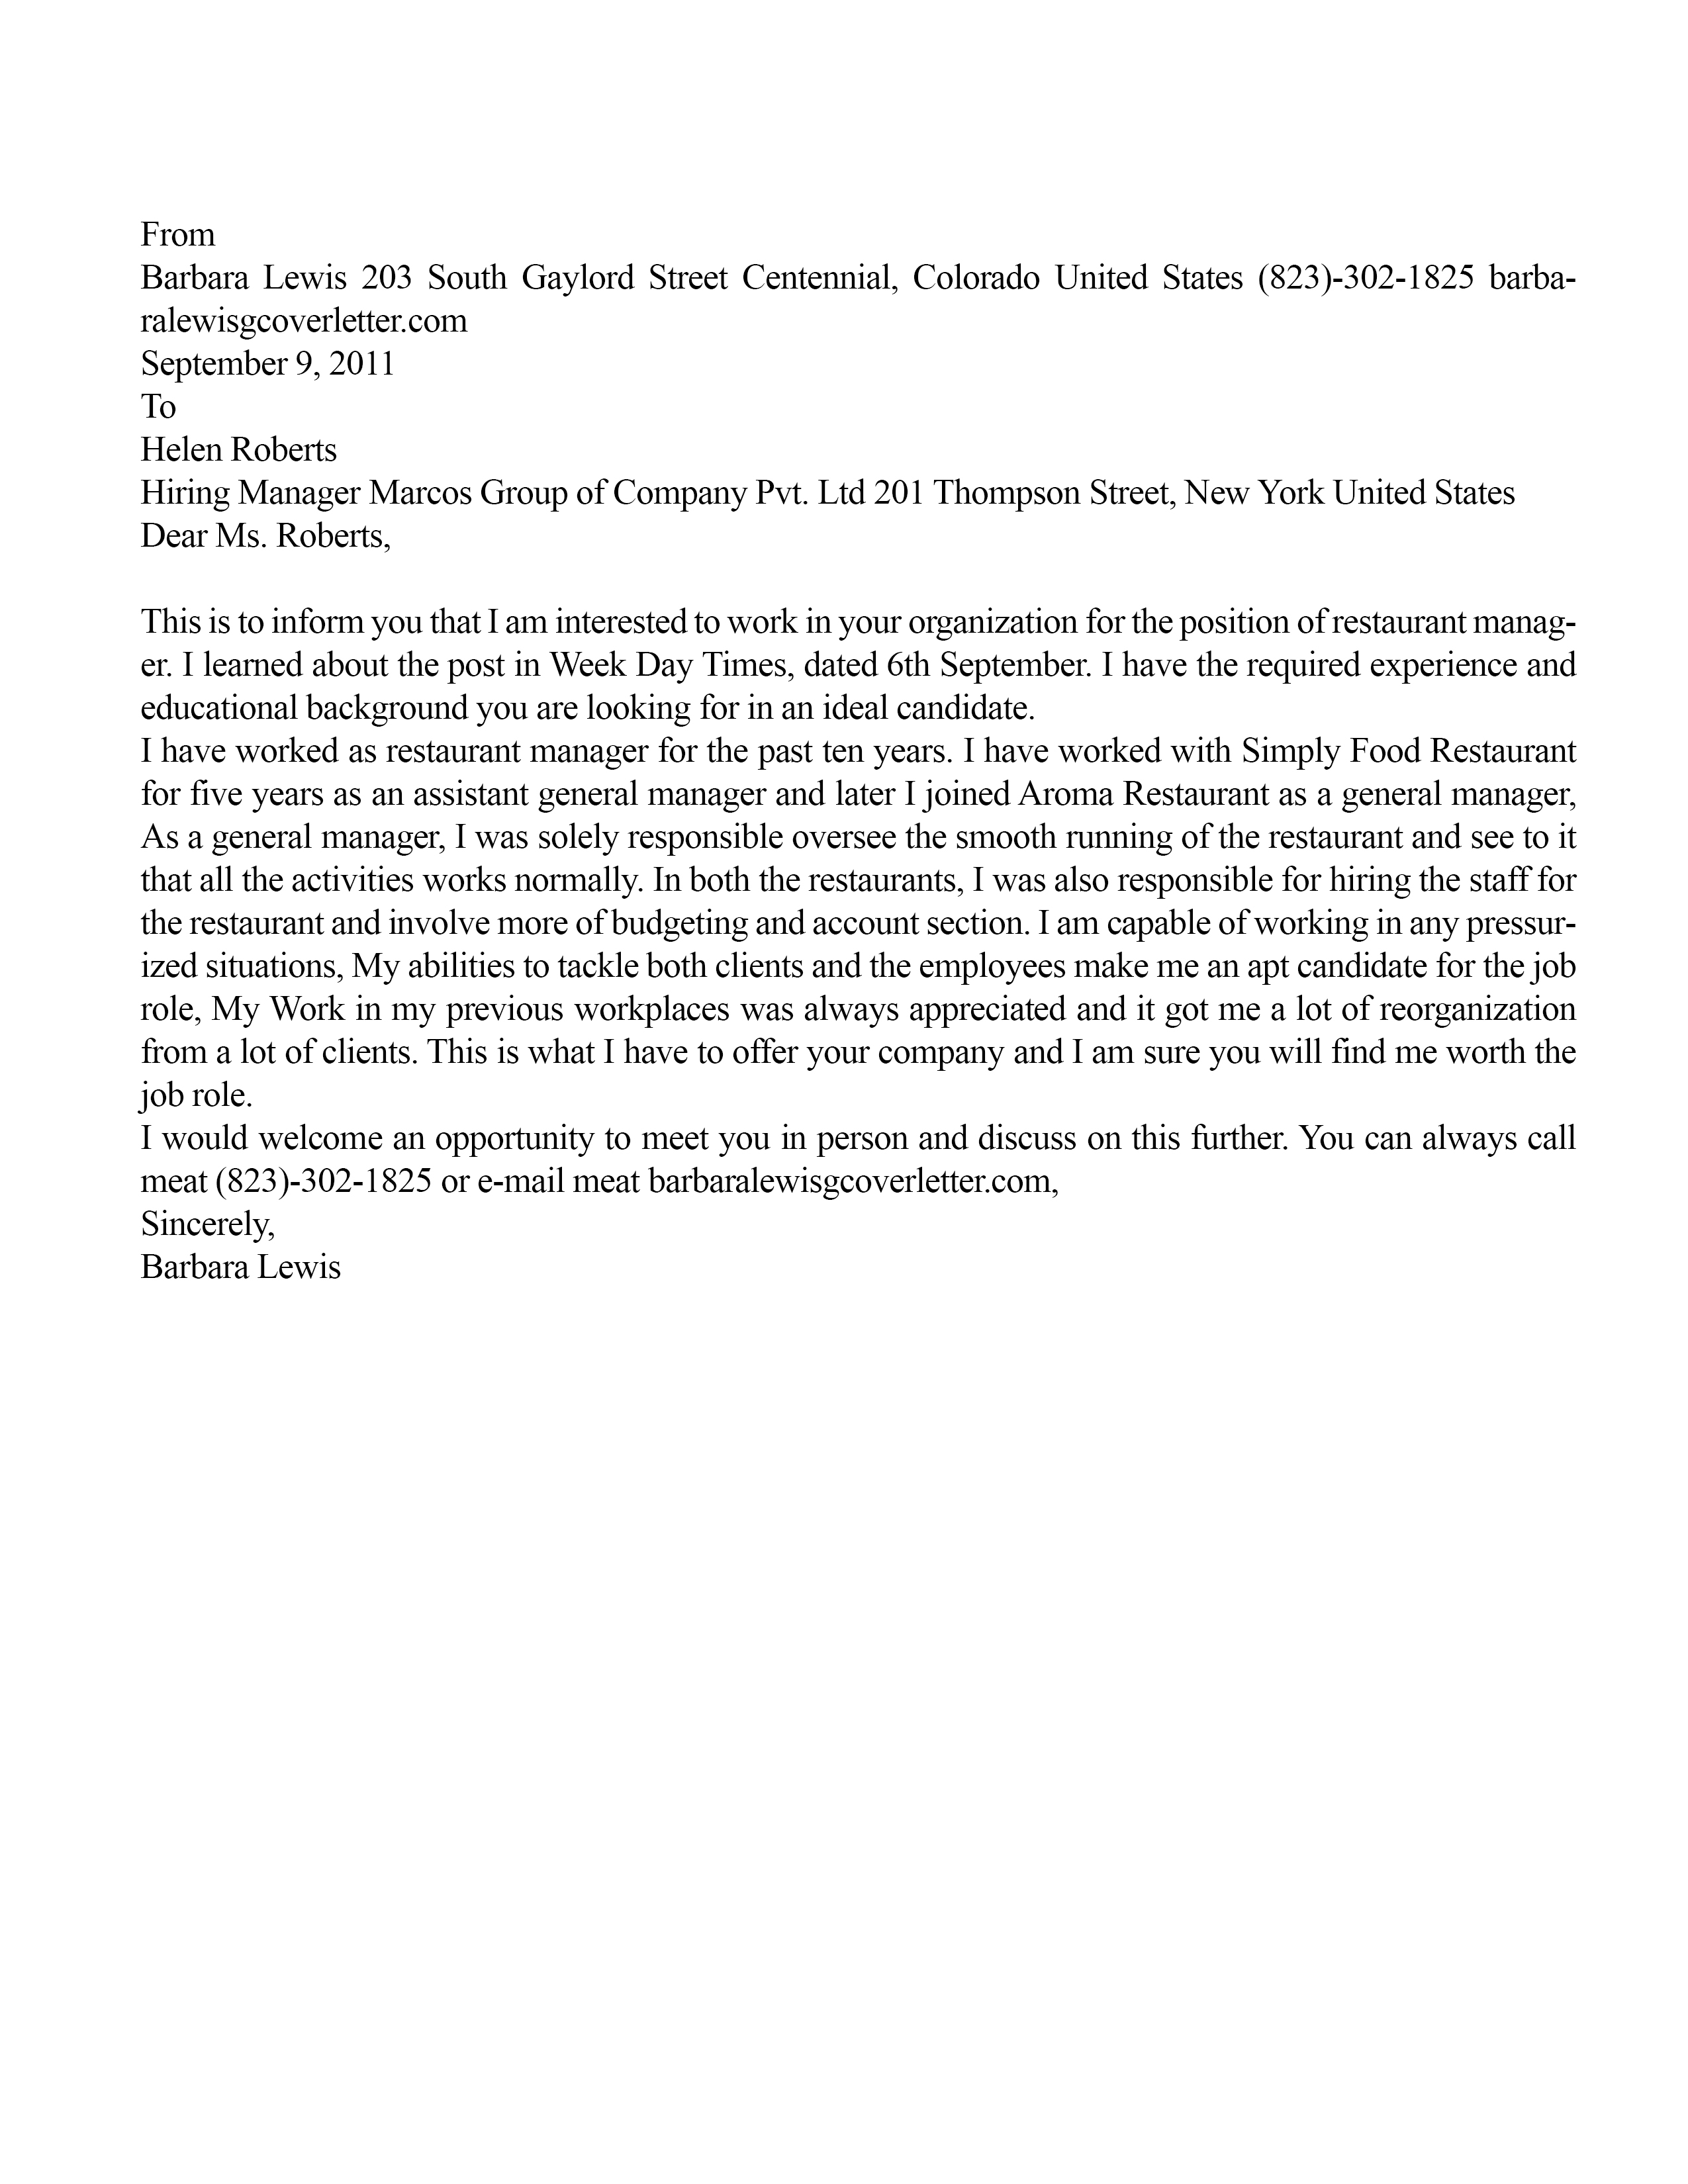 From
Barbara Lewis 203 South Gaylord Street Centennial, Colorado United States (823)-302-1825 barba-
ralewisgcoverletter.com
September 9, 2011
To
Helen Roberts
Hiring Manager Marcos Group of Company Pvt. Ltd 201 Thompson Street, New York United States
Dear Ms. Roberts,
This is to inform you that I am interested to work in your organization for the position of restaurant manag-
er. I learned about the post in Week Day Times, dated 6th September. I have the required experience and
educational background you are looking for in an ideal candidate.
I have worked as restaurant manager for the past ten years. I have worked with Simply Food Restaurant
for five years as an assistant general manager and later I joined Aroma Restaurant as a general manager,
As a general manager, I was solely responsible oversee the smooth running of the restaurant and see to it
that all the activities works normally. In both the restaurants, I was also responsible for hiring the staff for
the restaurant and involve more of budgeting and account section. I am capable of working in any pressur-
ized situations, My abilities to tackle both clients and the employees make me an apt candidate for the job
role, My Work in my previous workplaces was always appreciated and it got me a lot of reorganization
from a lot of clients. This is what I have to offer your company and I am sure you will find me worth the
job role.
I would welcome an opportunity to meet you in person and discuss on this further. You can always call
meat (823)-302-1825 or e-mail meat barbaralewisgcoverletter.com,
Sincerely,
Barbara Lewis